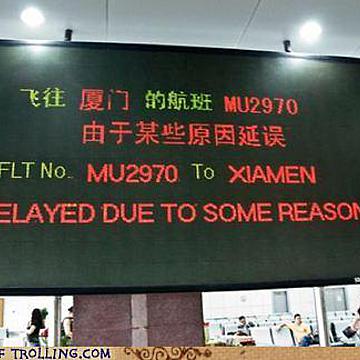 飞往 厦门 的航班 MU2970
由于某些原因延误
FLT No. MU2970 To XIAMEN
ELAYED DUE TO SOME REASON
F TROLLING.COM